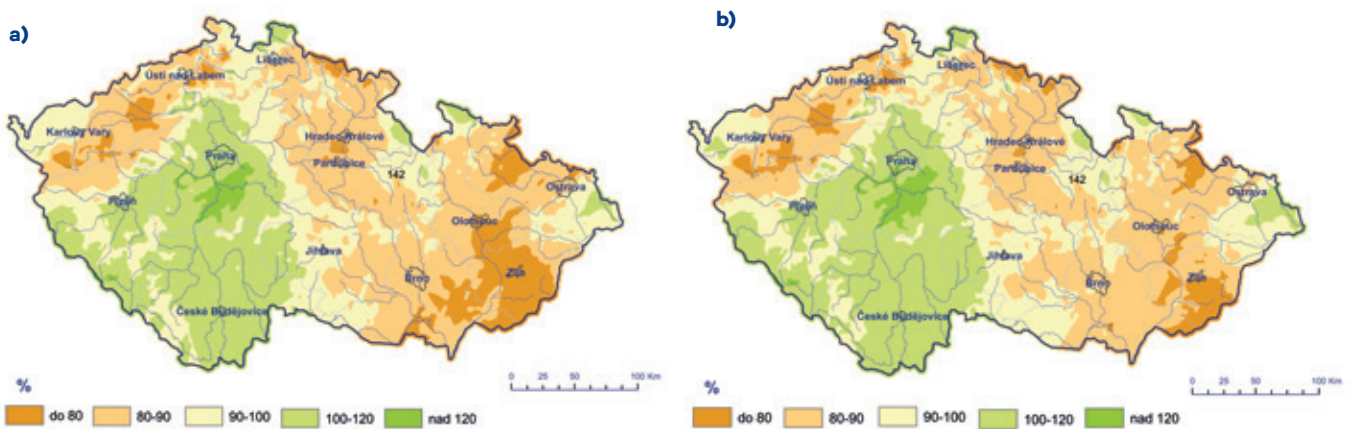 a)
Liberec
Ústí nad Labem
Karlovy Vary
Hradec Králové
Praha
Pardubice
142
Ostrava
Plzeň
Olomouc
Jihlava
Brno
Zlín
České Budějovice
%
0 25 50 100 Km
do 80 80-90 90-100 100-120 nad 120
b)
Liberec
Ústí nad Labem
Karlovy Vary
Hradec Králové
Praha
Pardubice
142
Ostrava
Plzeň
Olomouc
Jihlava
Brno
Zlín
České Budějovice
%
0 25 50 100 Km
do 80 80-90 90-100 100-120 nad 120